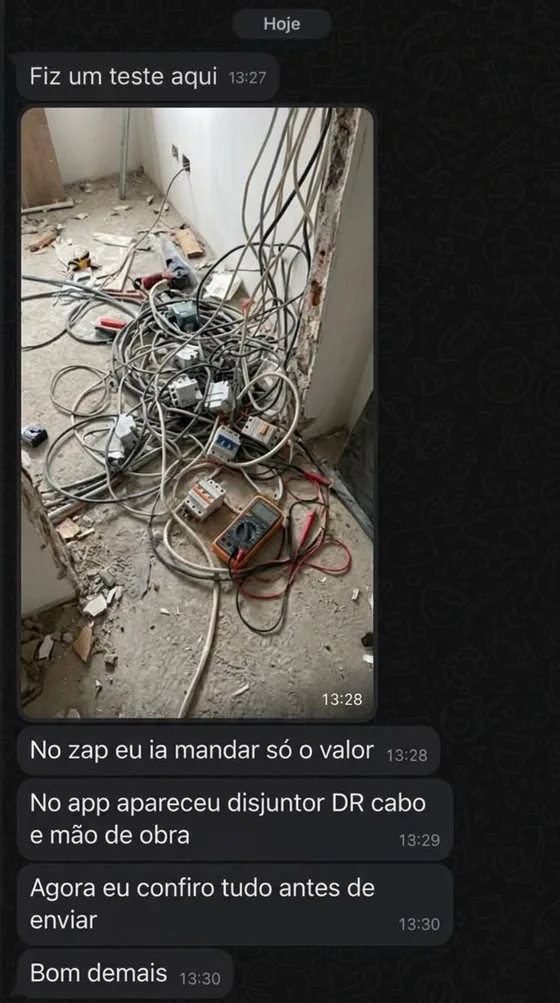 Hoje
Fiz um teste aqui 13:27
13:28
No zap eu ia mandar só o valor 13:28
No app apareceu disjuntor DR cabo
e mão de obra 13:29
Agora eu confiro tudo antes de
enviar 13:30
Bom demais 13:30